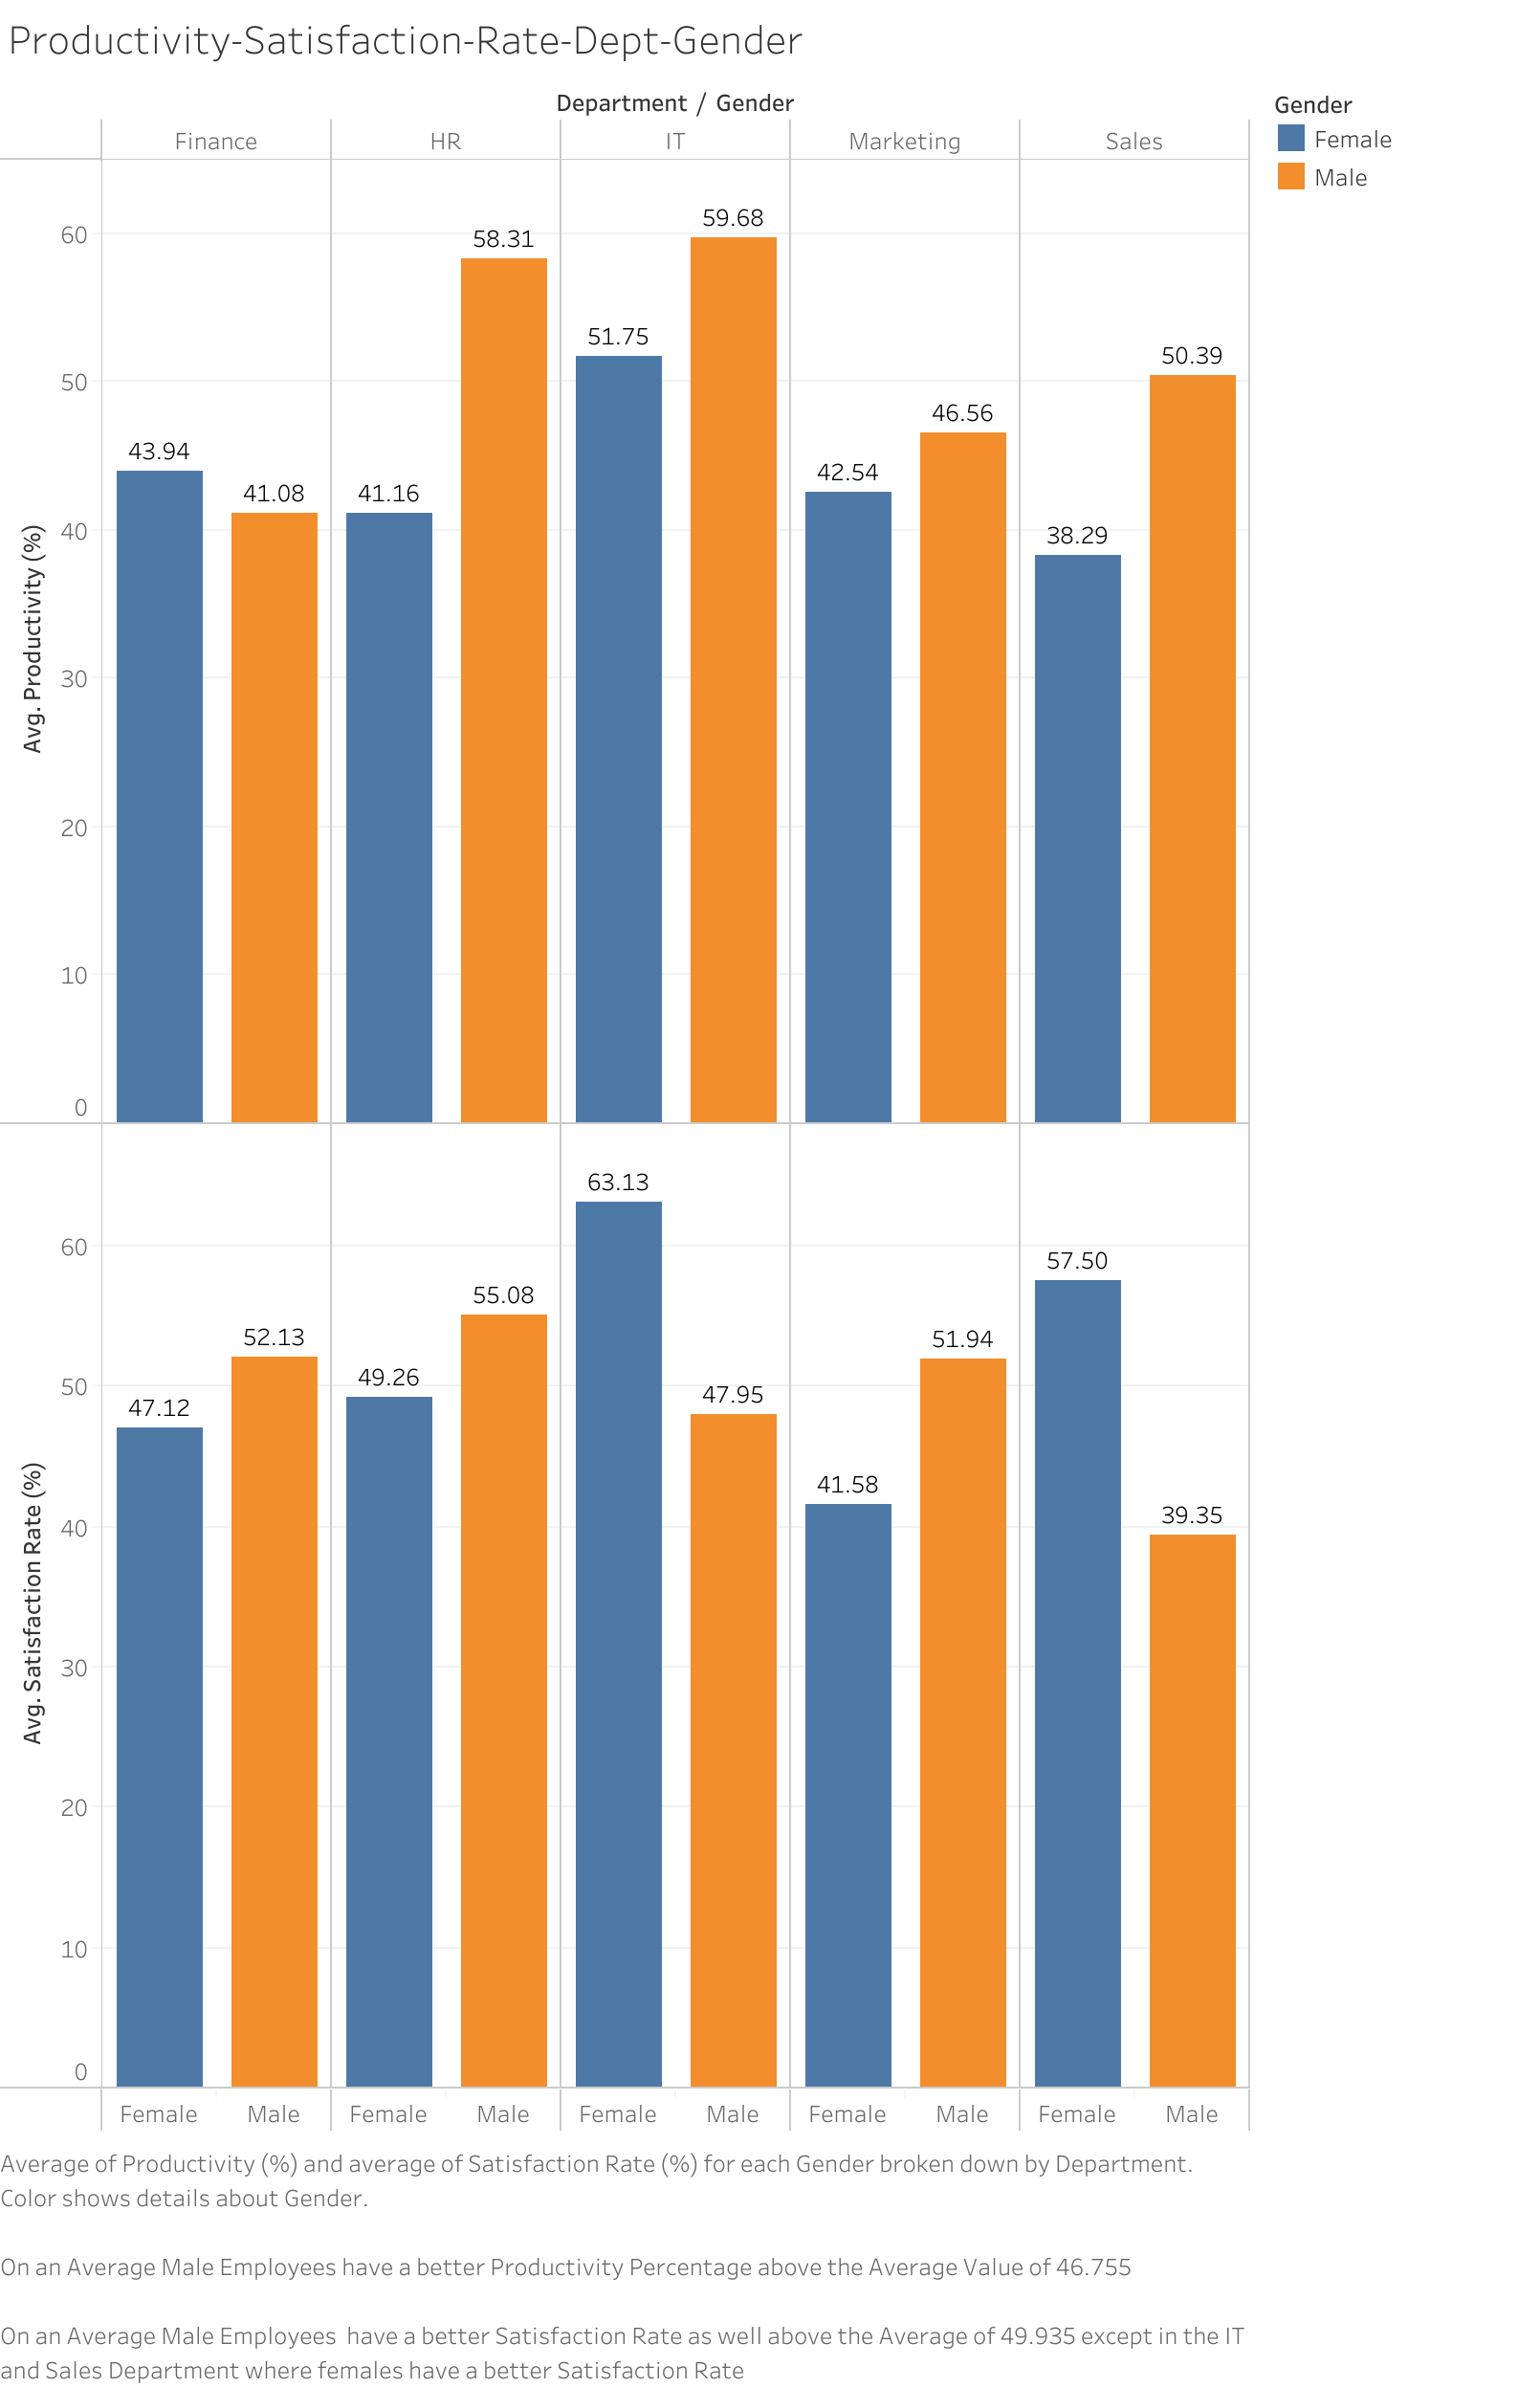 Productivity-Satisfaction-Rate-Dept-Gender
Department / Gender
Gender
Female
Male
Finance HR IT Marketing Sales
Avg. Productivity (%)
60
50
40
30
20
10
0
43.94 41.08 41.16 58.31 51.75 59.68 42.54 46.56 38.29 50.39
Avg. Satisfaction Rate (%)
60
50
40
30
20
10
0
47.12 52.13 49.26 55.08 63.13 47.95 41.58 51.94 57.50 39.35
Female Male Female Male Female Male Female Male Female Male
Average of Productivity (%) and average of Satisfaction Rate (%) for each Gender broken down by Department.
Color shows details about Gender.
On an Average Male Employees have a better Productivity Percentage above the Average Value of 46.755
On an Average Male Employees  have a better Satisfaction Rate as well above the Average of 49.935 except in the IT
and Sales Department where females have a better Satisfaction Rate